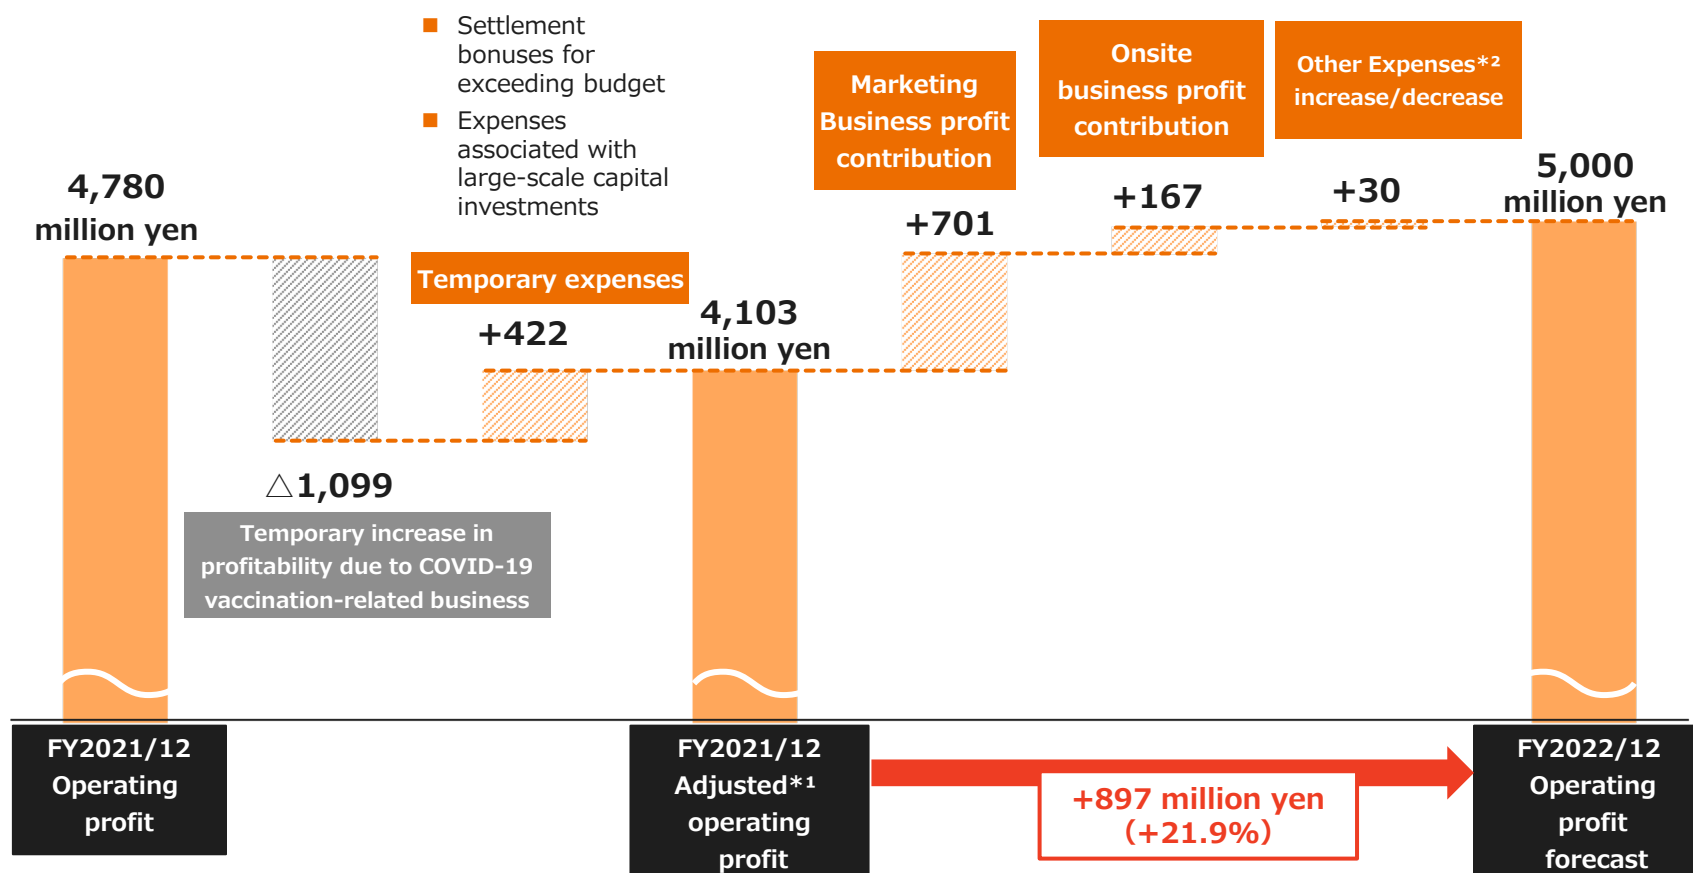 ■ Settlement
bonuses for
exceeding budget
■ Expenses
associated with
large-scale capital
investments
4,780
million yen
△1,099
Temporary increase in
profitability due to COVID-19
vaccination-related business
Temporary expenses
+422
4,103
million yen
Marketing
Business profit
contribution
+701
Onsite
business profit
contribution
+167
Other Expenses*²
increase/decrease
+30
5,000
million yen
FY2021/12
Operating
profit
FY2021/12
Adjusted*¹
operating
profit
+897 million yen
(+21.9%)
FY2022/12
Operating
profit
forecast